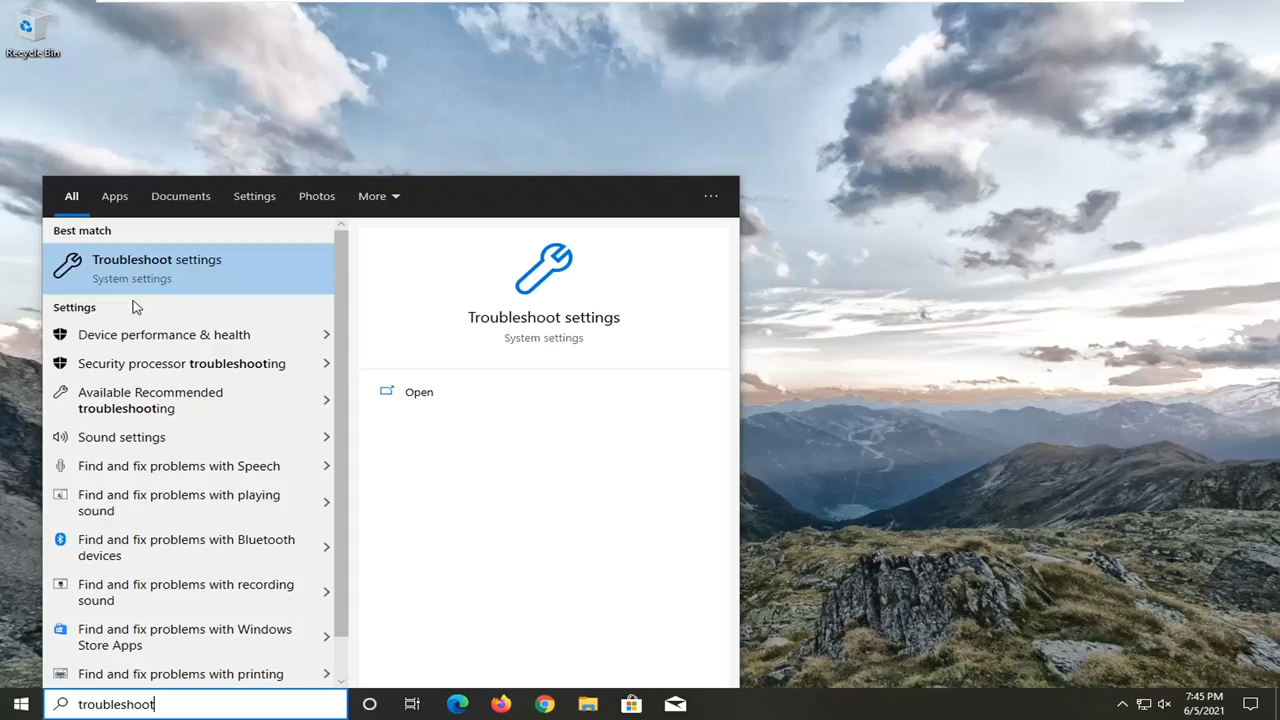 Recycle Bin
All Apps Documents Settings Photos More ...
Best match
Troubleshoot settings
System settings
Settings
Device performance & health
Security processor troubleshooting
Available Recommended
troubleshooting
Sound settings
Find and fix problems with Speech
Find and fix problems with playing
sound
Find and fix problems with Bluetooth
devices
Find and fix problems with recording
sound
Find and fix problems with Windows
Store Apps
Find and fix problems with printing
Troubleshoot settings
System settings
Open
troubleshoot
7:45 PM
6/5/2021